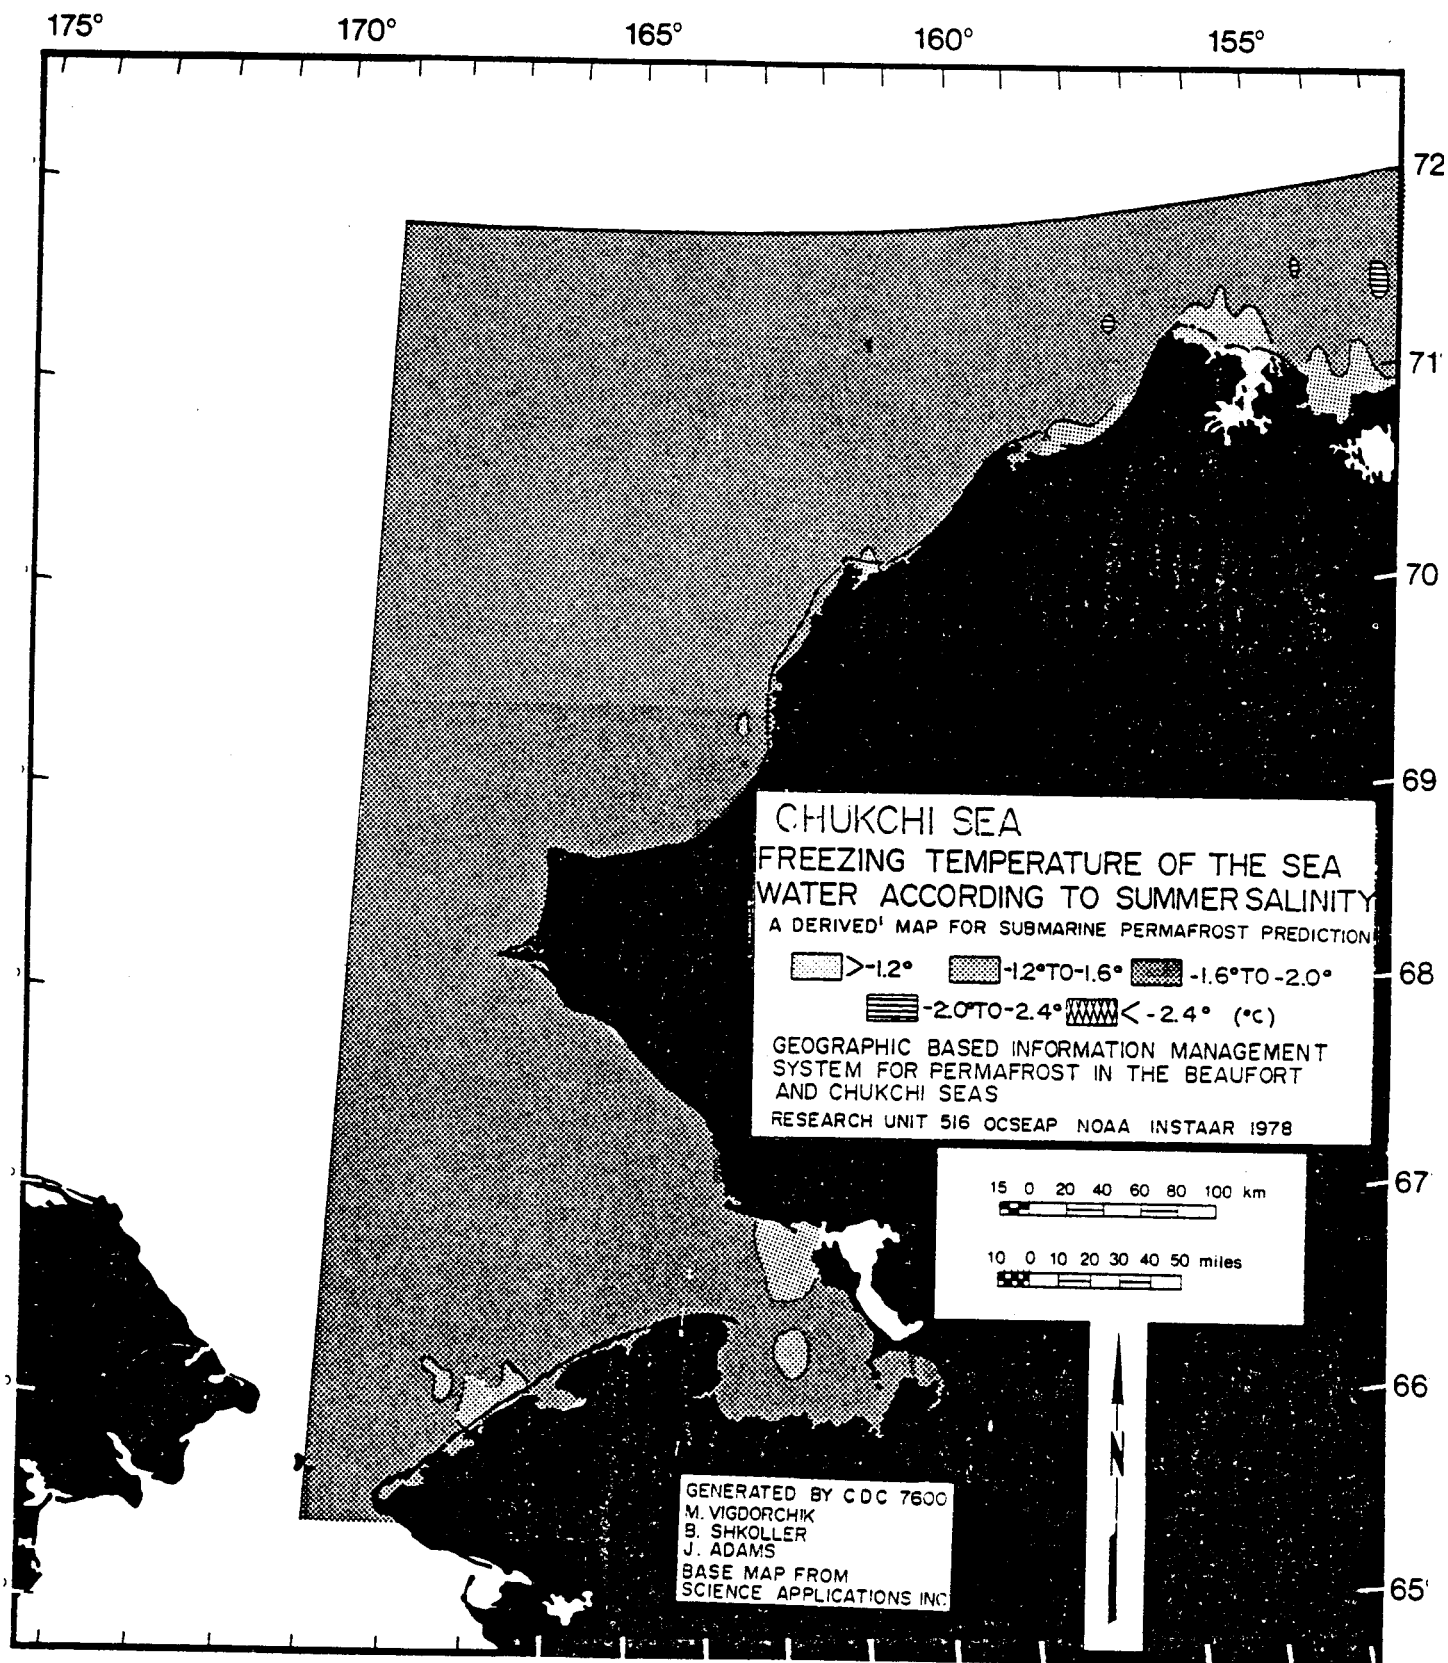 175° 170° 165° 160° 155°
72
71
70
69
CHUKCHI SEA
FREEZING TEMPERATURE OF THE SEA
WATER ACCORDING TO SUMMER SALINITY
A DERIVED¹ MAP FOR SUBMARINE PERMAFROST PREDICTION
>-1.2° -1.2°TO-1.6° -1.6°TO-2.0°
68
-2.0°TO-2.4° < -2.4° (°C)
GEOGRAPHIC BASED INFORMATION MANAGEMENT
SYSTEM FOR PERMAFROST IN THE BEAUFORT
AND CHUKCHI SEAS
RESEARCH UNIT 516 OCSEAP NOAA INSTAAR 1978
67
15 0 20 40 60 80 100 km
10 0 10 20 30 40 50 miles
66
N
GENERATED BY CDC 7600
M. VIGDORCHIK
B. SHKOLLER
J. ADAMS
BASE MAP FROM
SCIENCE APPLICATIONS INC
65